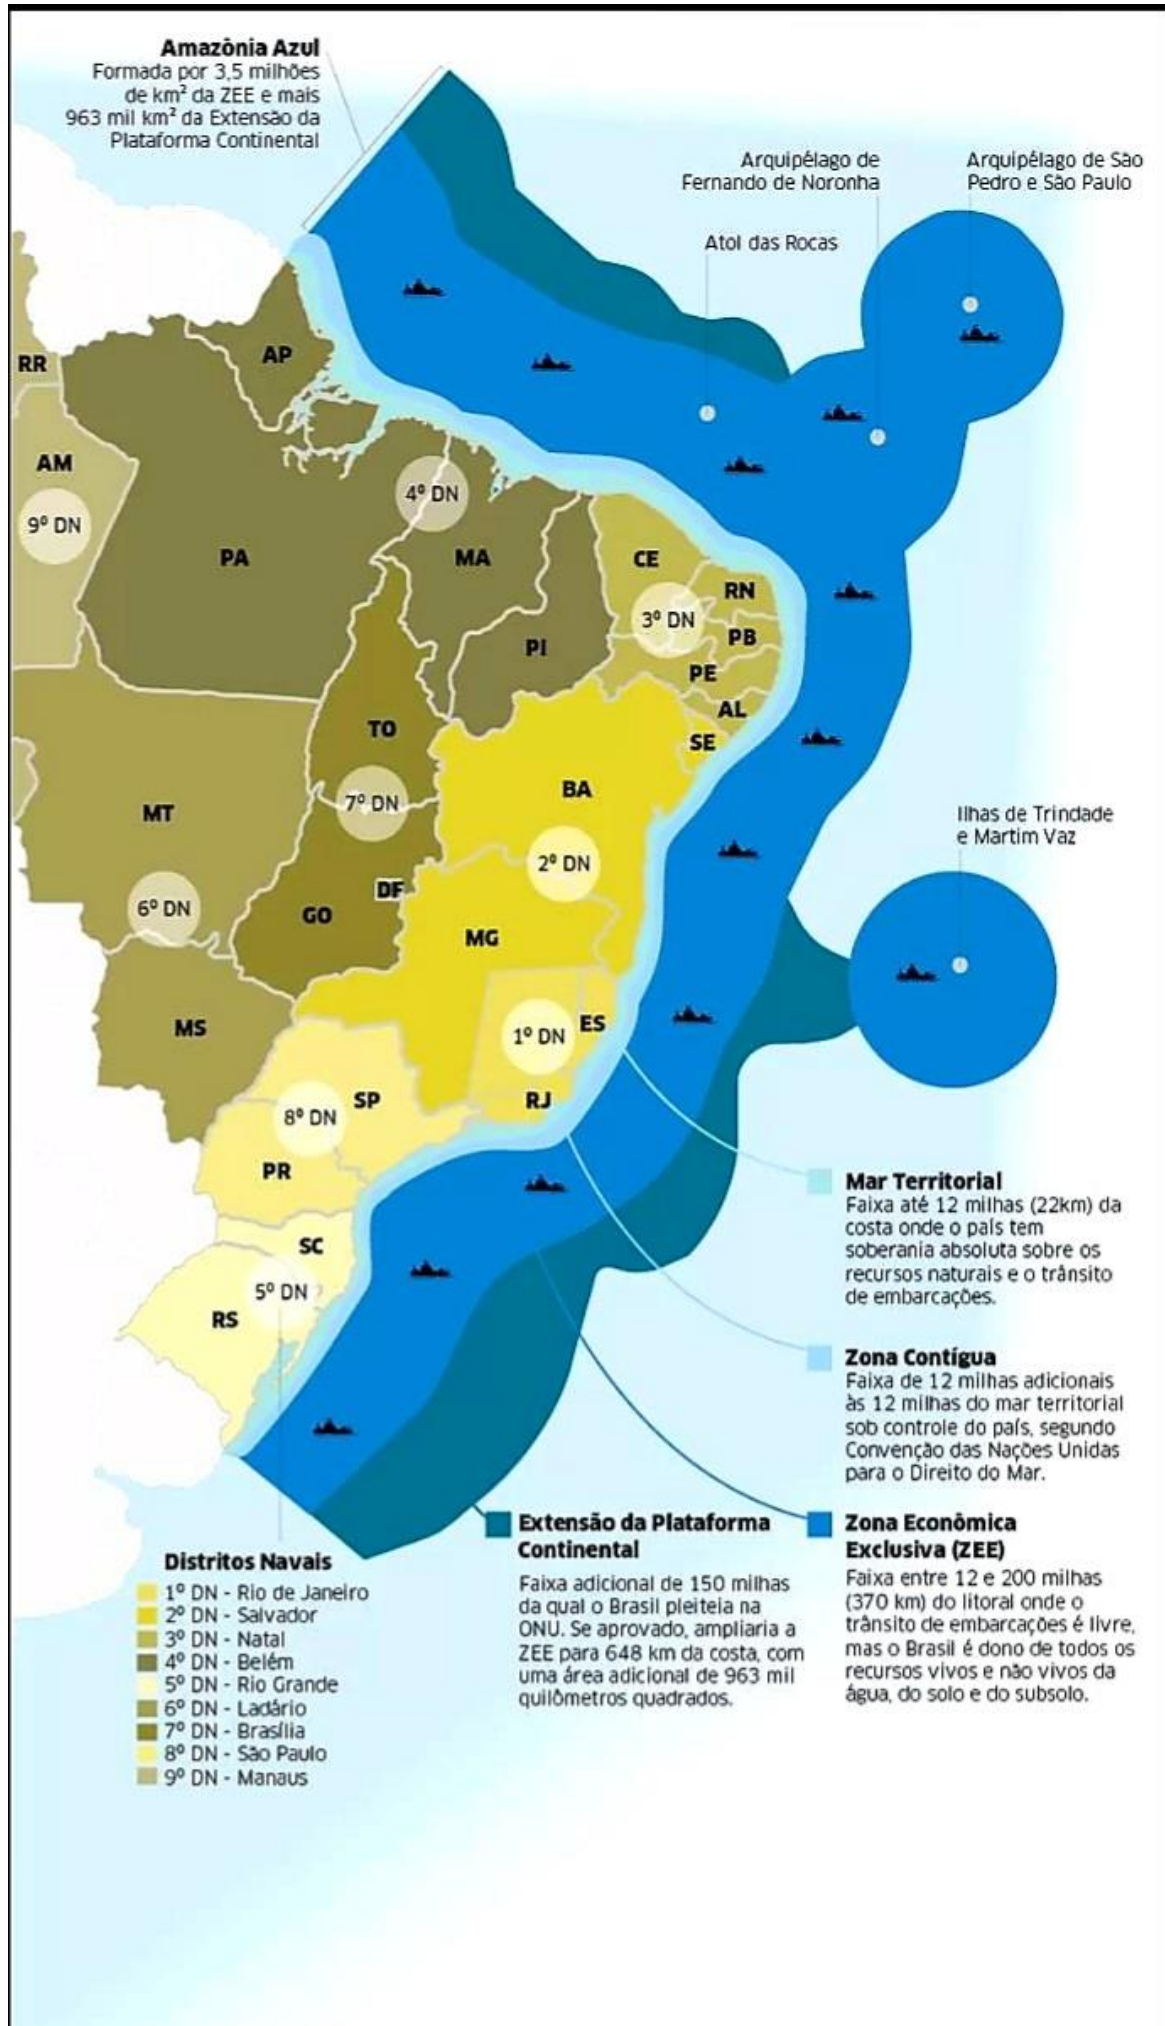 Amazônia Azul
Formada por 3,5 milhões
de km² da ZEE e mais
963 mil km² da Extensão da
Plataforma Continental
Arquipélago de
Fernando de Noronha
Arquipélago de São
Pedro e São Paulo
Atol das Rocas
RR
AP
AM
9º DN
4º DN
PA
MA
CE
RN
3º DN
PB
PI
PE
AL
TO
SE
BA
MT
7º DN
Ilhas de Trindade
e Martim Vaz
2º DN
DF
6º DN
GO
MG
MS
1º DN
ES
SP
RJ
8º DN
PR
SC
5º DN
RS
Mar Territorial
Faixa até 12 milhas (22km) da
costa onde o país tem
soberania absoluta sobre os
recursos naturais e o trânsito
de embarcações.
Zona Contígua
Faixa de 12 milhas adicionais
às 12 milhas do mar territorial
sob controle do país, segundo
Convenção das Nações Unidas
para o Direito do Mar.
Extensão da Plataforma
Continental
Faixa adicional de 150 milhas
da qual o Brasil pleiteia na
ONU. Se aprovado, ampliaria a
ZEE para 648 km da costa, com
uma área adicional de 963 mil
quilômetros quadrados.
Zona Econômica
Exclusiva (ZEE)
Faixa entre 12 e 200 milhas
(370 km) do litoral onde o
trânsito de embarcações é livre,
mas o Brasil é dono de todos os
recursos vivos e não vivos da
água, do solo e do subsolo.
Distritos Navais
1º DN - Rio de Janeiro
2º DN - Salvador
3º DN - Natal
4º DN - Belém
5º DN - Rio Grande
6º DN - Ladário
7º DN - Brasília
8º DN - São Paulo
9º DN - Manaus